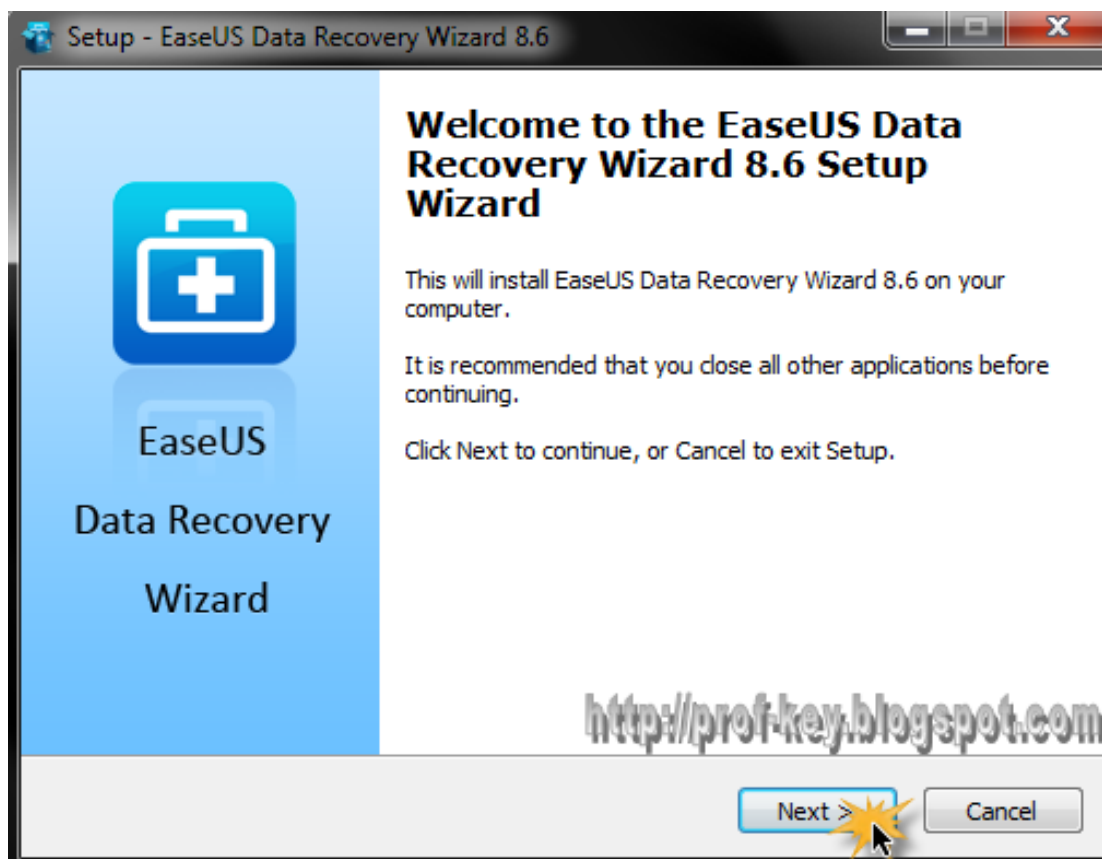 Setup - EaseUS Data Recovery Wizard 8.6
Welcome to the EaseUS Data
Recovery Wizard 8.6 Setup
Wizard
This will install EaseUS Data Recovery Wizard 8.6 on your
computer.
It is recommended that you close all other applications before
continuing.
Click Next to continue, or Cancel to exit Setup.
EaseUS
Data Recovery
Wizard
http://prof-key.blogspot.com
Next >
Cancel